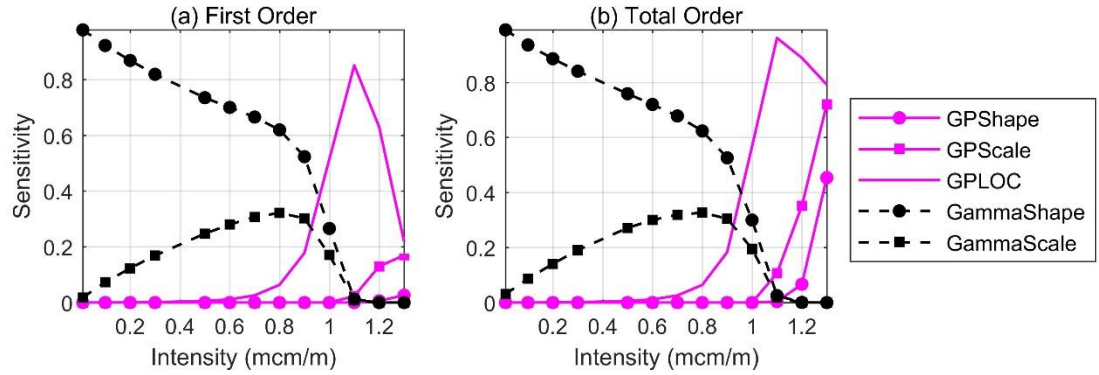 (a) First Order
Sensitivity
0.8
0.6
0.4
0.2
0
0.2 0.4 0.6 0.8 1 1.2
Intensity (mcm/m)
(b) Total Order
Sensitivity
0.8
0.6
0.4
0.2
0
0.2 0.4 0.6 0.8 1 1.2
Intensity (mcm/m)
GPShape
GPScale
GPLOC
GammaShape
GammaScale